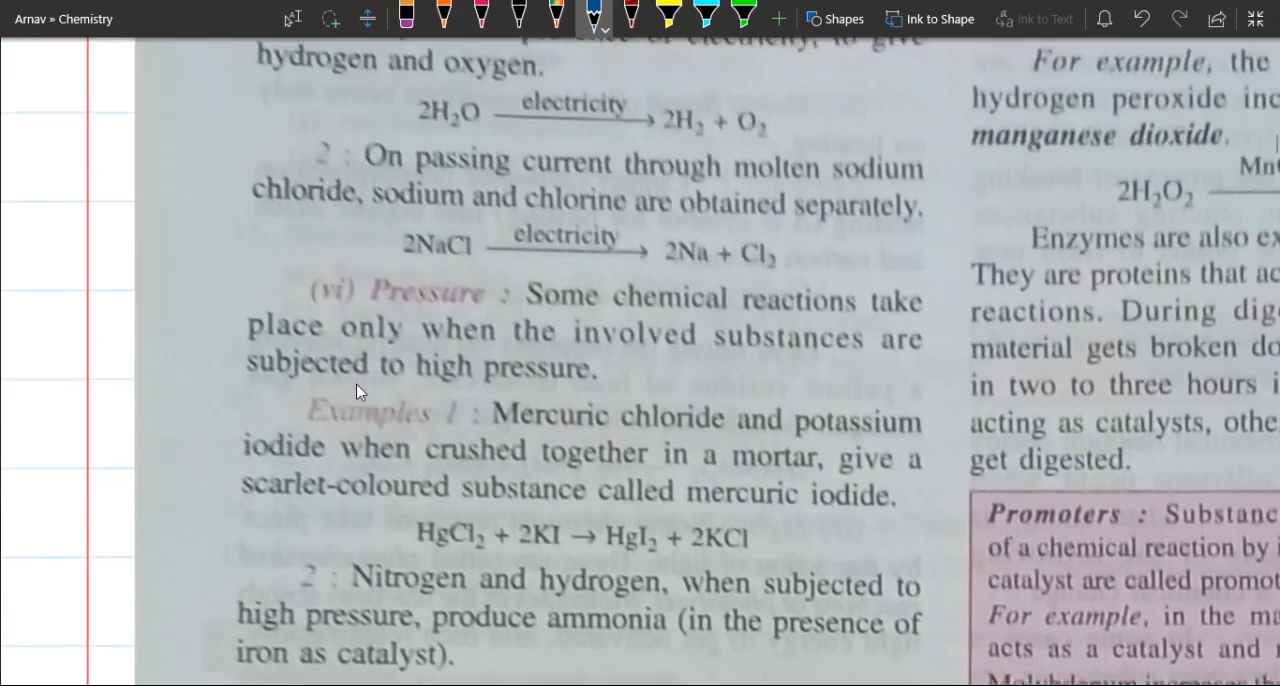 Arnav » Chemistry
Shapes
Ink to Shape
Ink to Text
electricity, to give
hydrogen and oxygen.
2H₂O electricity → 2H₂ + O₂
2 : On passing current through molten sodium
chloride, sodium and chlorine are obtained separately.
2NaCl electricity → 2Na + Cl₂
(vi) Pressure : Some chemical reactions take
place only when the involved substances are
subjected to high pressure.
Examples 1 : Mercuric chloride and potassium
iodide when crushed together in a mortar, give a
scarlet-coloured substance called mercuric iodide.
HgCl₂ + 2KI → HgI₂ + 2KCl
2 : Nitrogen and hydrogen, when subjected to
high pressure, produce ammonia (in the presence of
iron as catalyst).
For example, the
hydrogen peroxide inc
manganese dioxide.
Mn
2H₂O₂
Enzymes are also ex
They are proteins that ac
reactions. During dig
material gets broken do
in two to three hours i
acting as catalysts, othe
get digested.
Promoters : Substanc
of a chemical reaction by i
catalyst are called promot
For example, in the ma
acts as a catalyst and